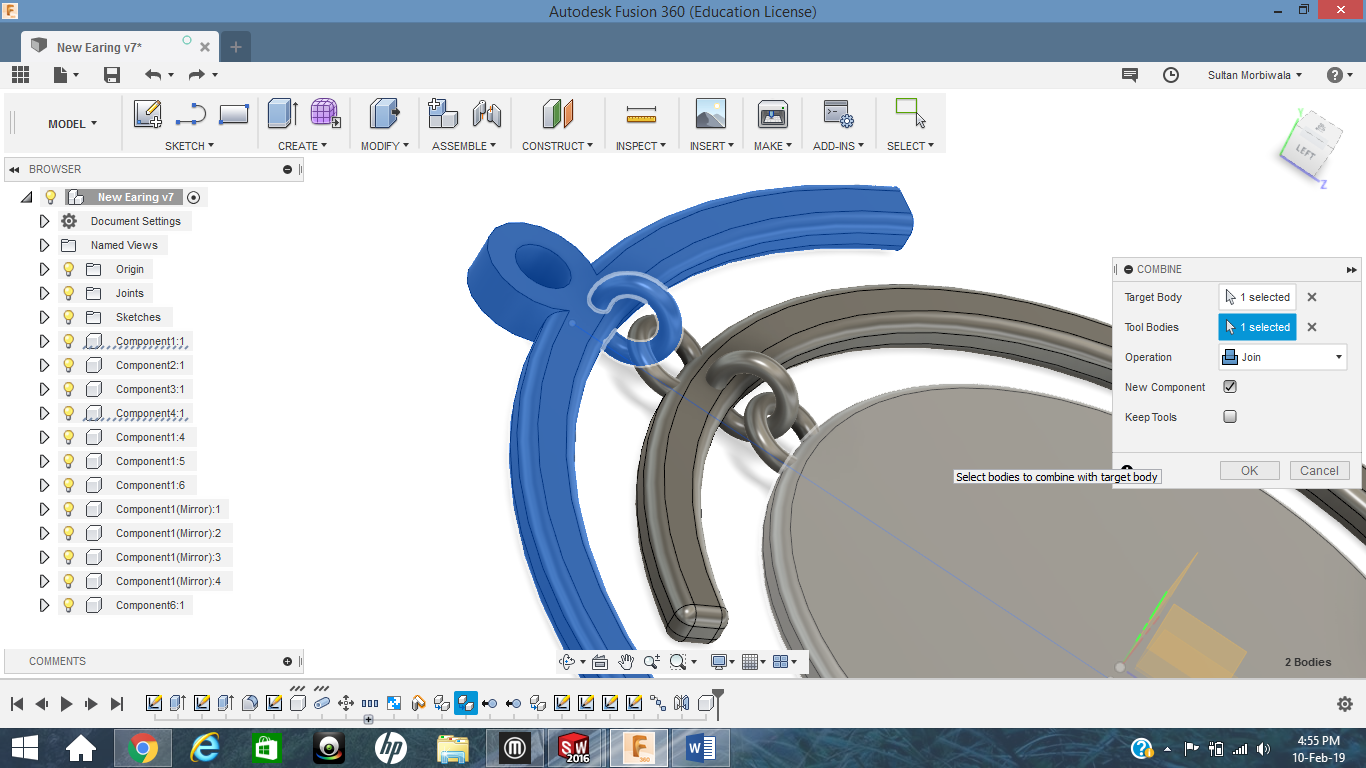 Autodesk Fusion 360 (Education License)
New Earing v7*
Sultan Morbiwala
MODEL
SKETCH
CREATE
MODIFY
ASSEMBLE
CONSTRUCT
INSPECT
INSERT
MAKE
ADD-INS
SELECT
LEFT
Y
Z
BROWSER
New Earing v7
Document Settings
Named Views
Origin
Joints
Sketches
Component1:1
Component2:1
Component3:1
Component4:1
Component1:4
Component1:5
Component1:6
Component1(Mirror):1
Component1(Mirror):2
Component1(Mirror):3
Component1(Mirror):4
Component6:1
COMBINE
Target Body 1 selected
Tool Bodies 1 selected
Operation Join
New Component
Keep Tools
OK Cancel
Select bodies to combine with target body
2 Bodies
COMMENTS
SW
2016
4:55 PM
10-Feb-19